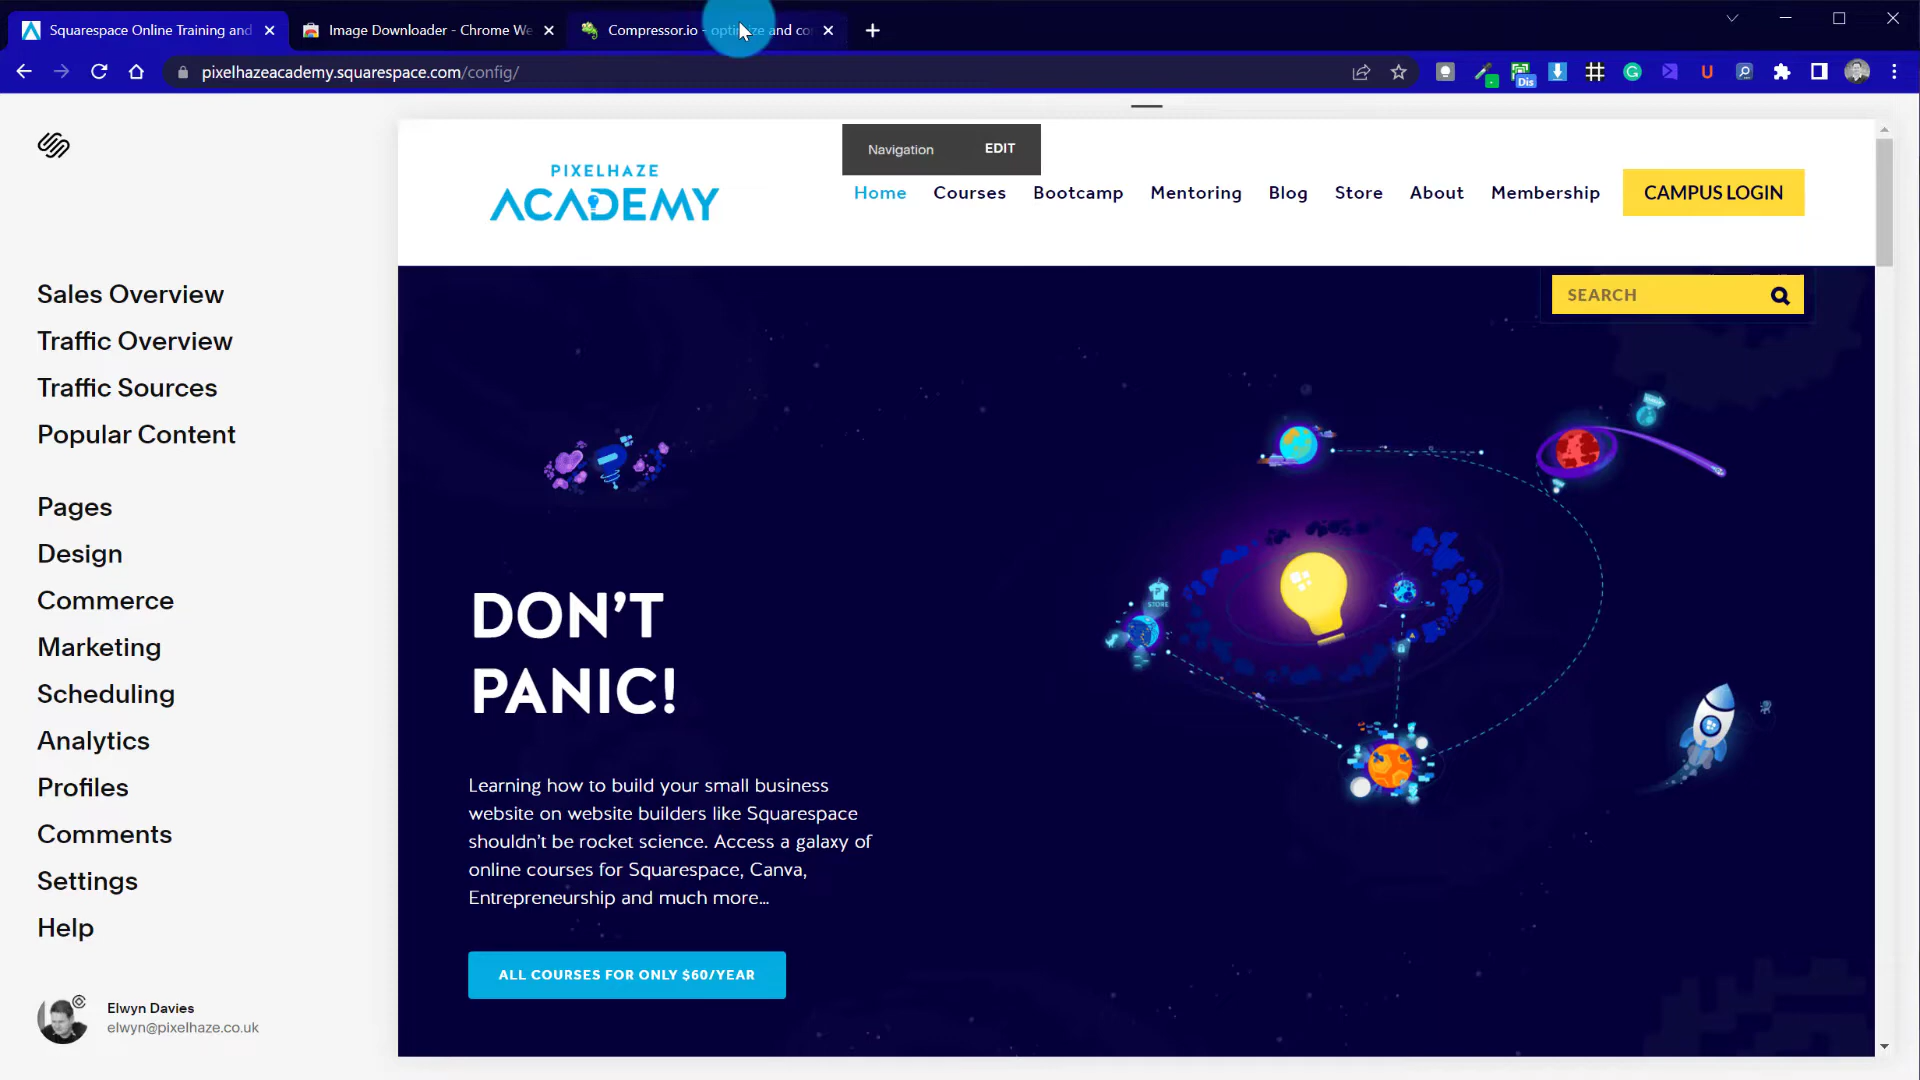 Squarespace Online Training and
Image Downloader - Chrome We
Compressor.io - optimize and co
pixelhazeacademy.squarespace.com/config/
Dis
Navigation
EDIT
PIXELHAZE
ACADEMY
Home
Courses
Bootcamp
Mentoring
Blog
Store
About
Membership
CAMPUS LOGIN
SEARCH
Sales Overview
Traffic Overview
Traffic Sources
Popular Content
Pages
Design
Commerce
Marketing
Scheduling
Analytics
Profiles
Comments
Settings
Help
Elwyn Davies
elwyn@pixelhaze.co.uk
STORE
DON'T
PANIC!
Learning how to build your small business
website on website builders like Squarespace
shouldn't be rocket science. Access a galaxy of
online courses for Squarespace, Canva,
Entrepreneurship and much more...
ALL COURSES FOR ONLY $60/YEAR